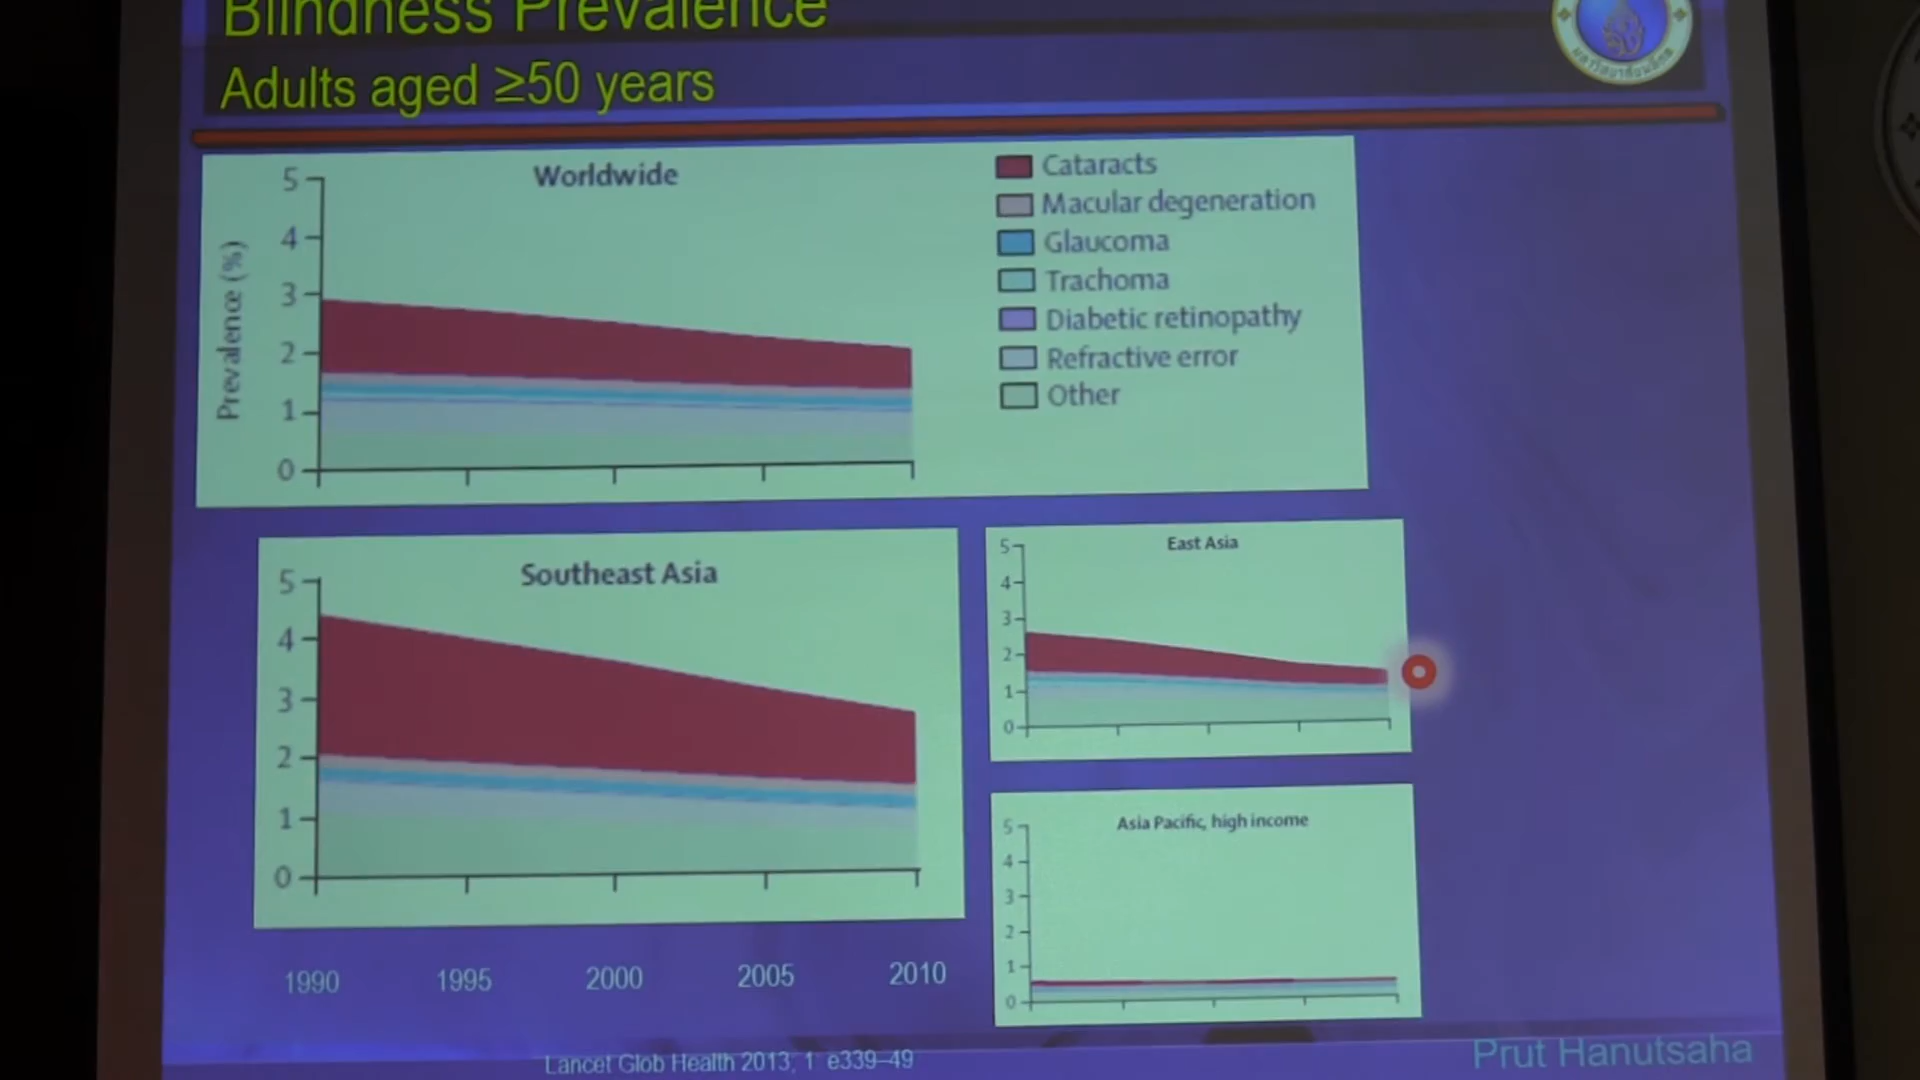 Blindness Prevalence
Adults aged ≥50 years
Worldwide
Prevalence (%)
5
4
3
2
1
0
Cataracts
Macular degeneration
Glaucoma
Trachoma
Diabetic retinopathy
Refractive error
Other
Southeast Asia
5
4
3
2
1
0
East Asia
5
4
3
2
1
0
Asia Pacific, high income
5
4
3
2
1
0
1990 1995 2000 2005 2010
Lancet Glob Health 2013; 1: e339–49
Prut Hanutsaha